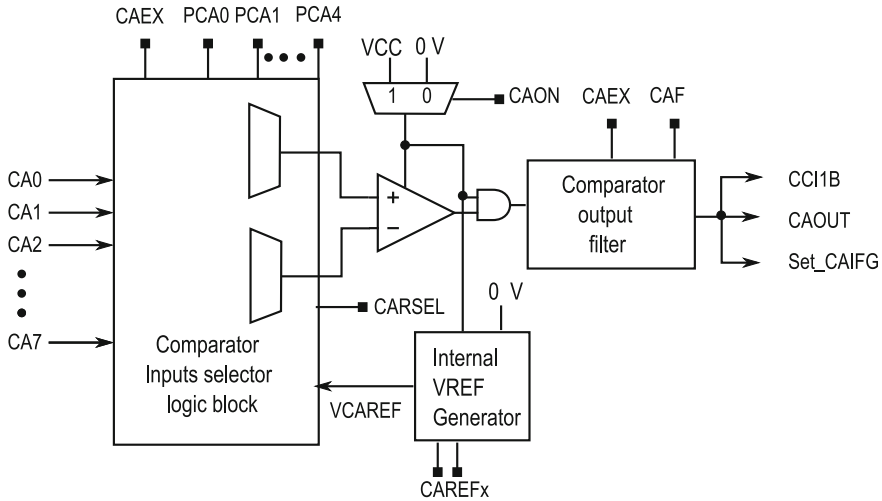 CAEX PCA0 PCA1 PCA4
VCC 0 V
1 0
CAON
CAEX CAF
CA0
CA1
CA2
CA7
+
−
Comparator
output
filter
CCI1B
CAOUT
Set_CAIFG
CARSEL
0 V
Comparator
Inputs selector
logic block
VCAREF
Internal
VREF
Generator
CAREFx